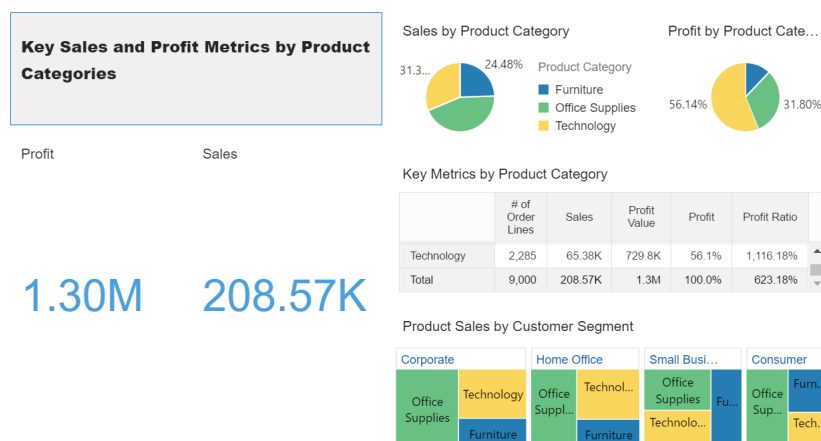 Key Sales and Profit Metrics by Product
Categories
Profit
Sales
1.30M
208.57K
Sales by Product Category
31.3...
24.48%
Product Category
Furniture
Office Supplies
Technology
Profit by Product Cate...
56.14%
31.80%
Key Metrics by Product Category
# of
Order
Lines
Sales
Profit
Value
Profit
Profit Ratio
Technology 2,285 65.38K 729.8K 56.1% 1,116.18%
Total 9,000 208.57K 1.3M 100.0% 623.18%
Product Sales by Customer Segment
Corporate
Office
Supplies
Technology
Furniture
Home Office
Office
Suppl...
Technol...
Furniture
Small Busi...
Office
Supplies
Technolo...
Fu...
Consumer
Office
Sup...
Furn...
Tech...